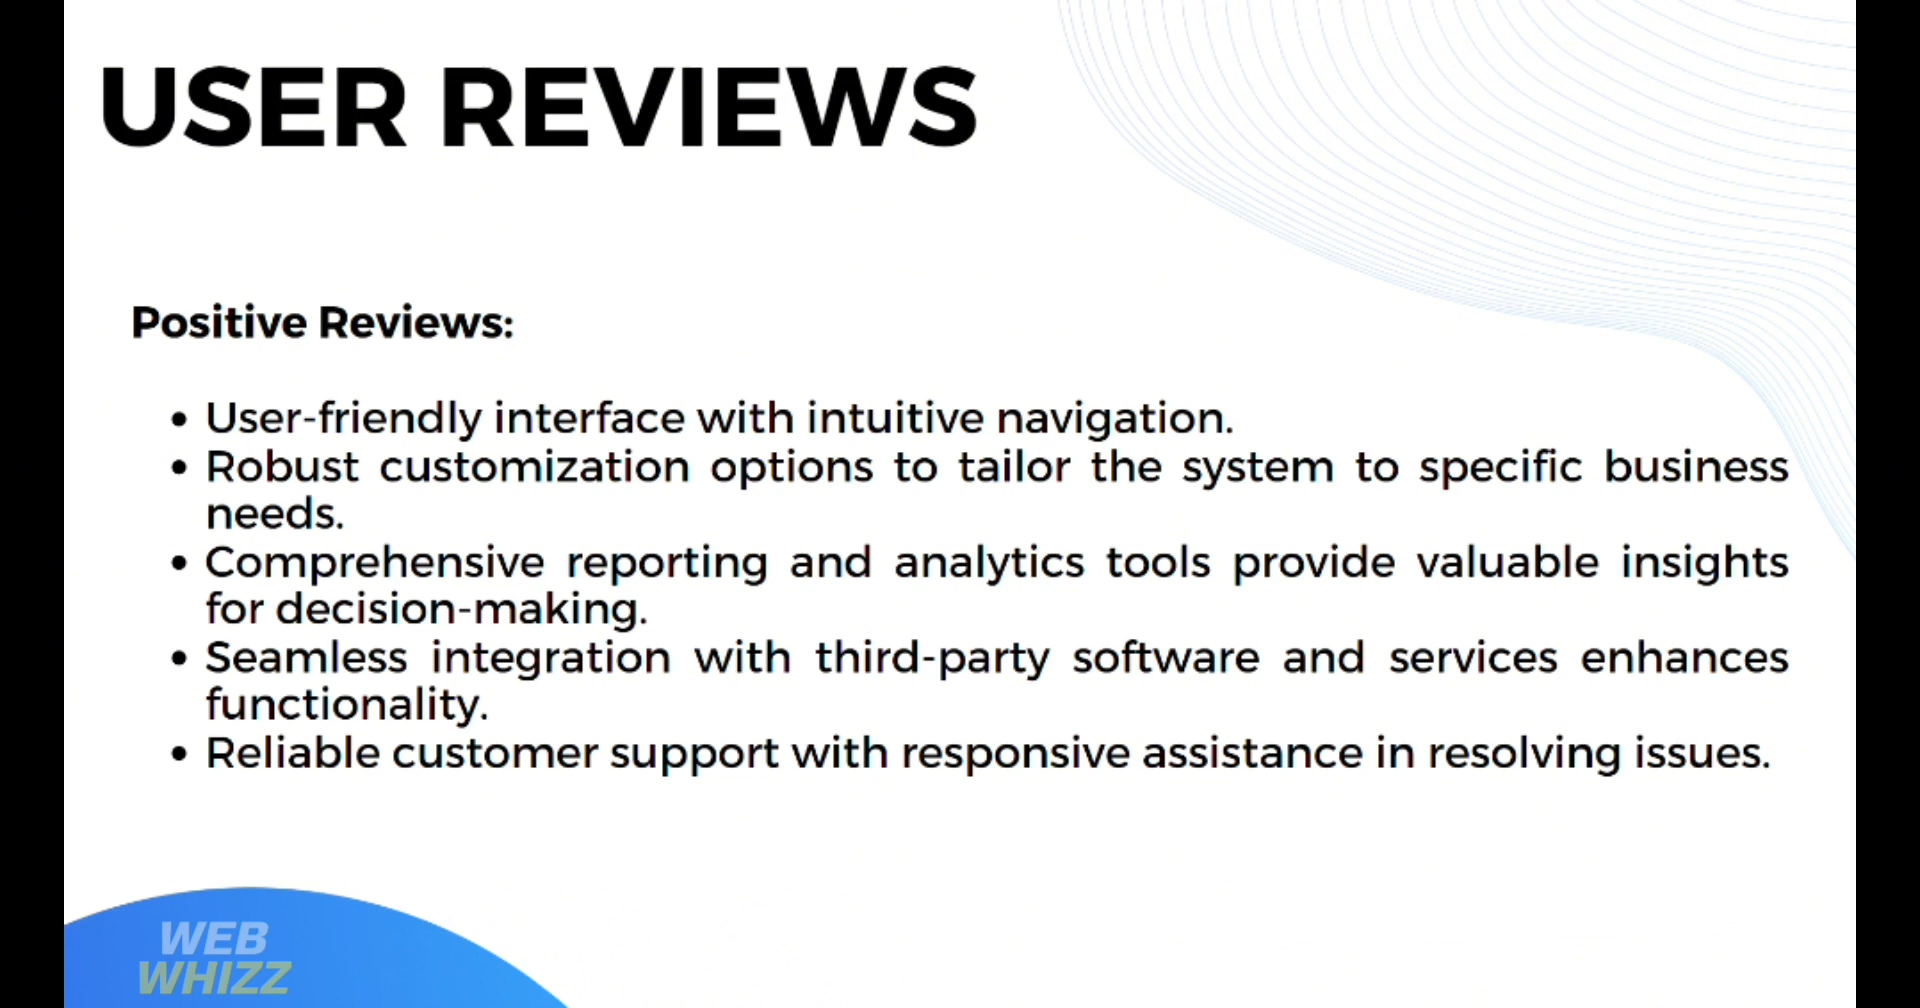 USER REVIEWS
Positive Reviews:
• User-friendly interface with intuitive navigation.
• Robust customization options to tailor the system to specific business
needs.
• Comprehensive reporting and analytics tools provide valuable insights
for decision-making.
• Seamless integration with third-party software and services enhances
functionality.
• Reliable customer support with responsive assistance in resolving issues.
WEB
WHIZZ